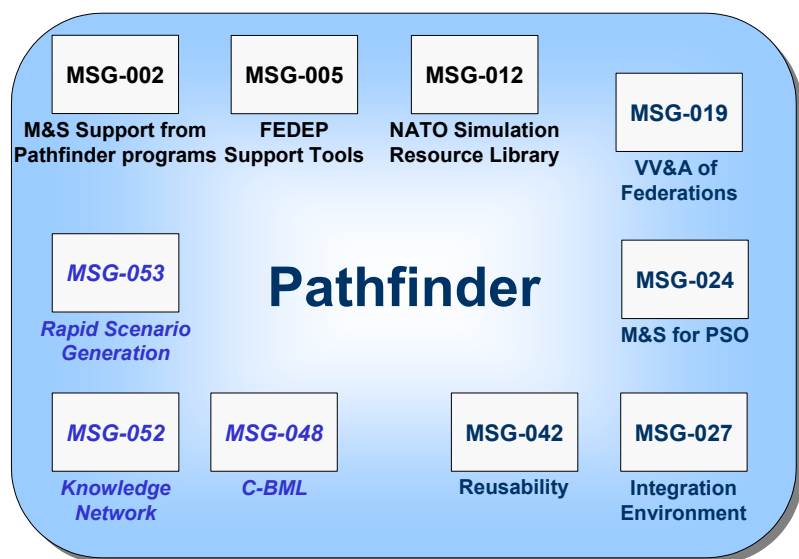 MSG-002
M&S Support from
Pathfinder programs
MSG-005
FEDEP
Support Tools
MSG-012
NATO Simulation
Resource Library
MSG-019
VV&A of
Federations
MSG-053
Rapid Scenario
Generation
Pathfinder
MSG-024
M&S for PSO
MSG-052
Knowledge
Network
MSG-048
C-BML
MSG-042
Reusability
MSG-027
Integration
Environment